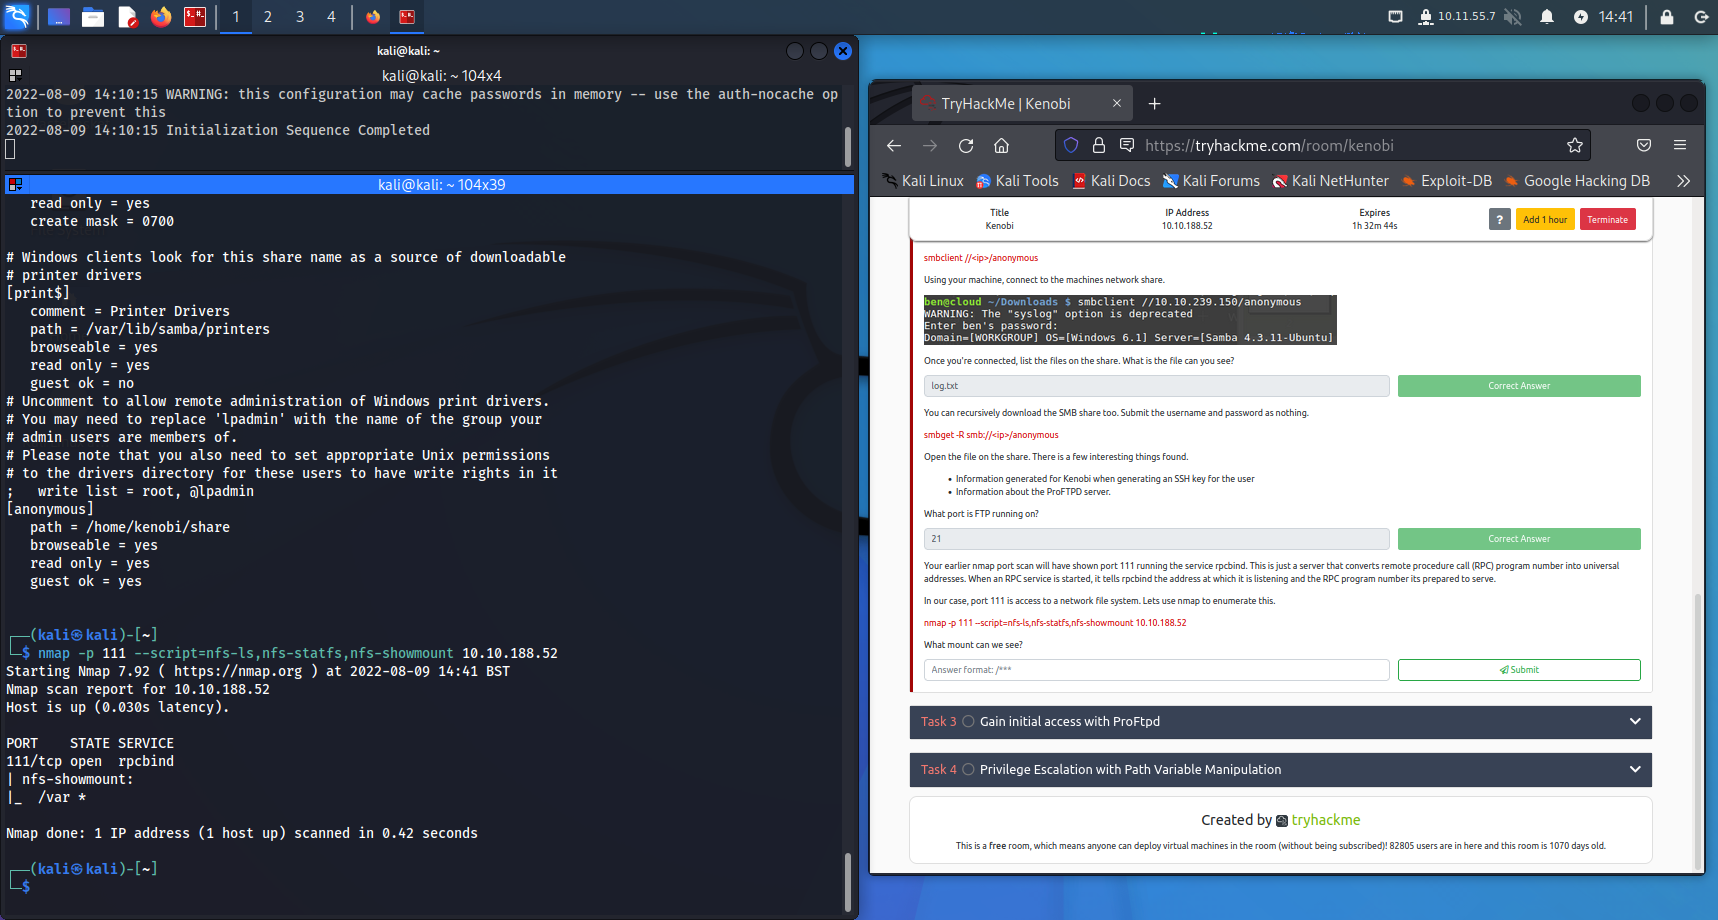 1 2 3 4
10.11.55.7
14:41
kali@kali: ~
kali@kali: ~ 104x4
2022-08-09 14:10:15 WARNING: this configuration may cache passwords in memory -- use the auth-nocache op
tion to prevent this
2022-08-09 14:10:15 Initialization Sequence Completed
kali@kali: ~ 104x39
read only = yes
create mask = 0700
# Windows clients look for this share name as a source of downloadable
# printer drivers
[print$]
comment = Printer Drivers
path = /var/lib/samba/printers
browseable = yes
read only = yes
guest ok = no
# Uncomment to allow remote administration of Windows print drivers.
# You may need to replace 'lpadmin' with the name of the group your
# admin users are members of.
# Please note that you also need to set appropriate Unix permissions
# to the drivers directory for these users to have write rights in it
;   write list = root, @lpadmin
[anonymous]
path = /home/kenobi/share
browseable = yes
read only = yes
guest ok = yes
┌──(kali㉿kali)-[~]
└─$ nmap -p 111 --script=nfs-ls,nfs-statfs,nfs-showmount 10.10.188.52
Starting Nmap 7.92 ( https://nmap.org ) at 2022-08-09 14:41 BST
Nmap scan report for 10.10.188.52
Host is up (0.030s latency).
PORT    STATE SERVICE
111/tcp open  rpcbind
| nfs-showmount:
|_  /var *
Nmap done: 1 IP address (1 host up) scanned in 0.42 seconds
┌──(kali㉿kali)-[~]
└─$
TryHackMe | Kenobi
https://tryhackme.com/room/kenobi
Kali Linux Kali Tools Kali Docs Kali Forums Kali NetHunter Exploit-DB Google Hacking DB
Title IP Address Expires
Kenobi 10.10.188.52 1h 32m 44s
? Add 1 hour Terminate
smbclient //<ip>/anonymous
Using your machine, connect to the machines network share.
ben@cloud ~/Downloads $ smbclient //10.10.239.150/anonymous
WARNING: The "syslog" option is deprecated
Enter ben's password:
Domain=[WORKGROUP] OS=[Windows 6.1] Server=[Samba 4.3.11-Ubuntu]
Once you're connected, list the files on the share. What is the file can you see?
log.txt Correct Answer
You can recursively download the SMB share too. Submit the username and password as nothing.
smbget -R smb://<ip>/anonymous
Open the file on the share. There is a few interesting things found.
• Information generated for Kenobi when generating an SSH key for the user
• Information about the ProFTPD server.
What port is FTP running on?
21 Correct Answer
Your earlier nmap port scan will have shown port 111 running the service rpcbind. This is just a server that converts remote procedure call (RPC) program number into universal
addresses. When an RPC service is started, it tells rpcbind the address at which it is listening and the RPC program number its prepared to serve.
In our case, port 111 is access to a network file system. Lets use nmap to enumerate this.
nmap -p 111 --script=nfs-ls,nfs-statfs,nfs-showmount 10.10.188.52
What mount can we see?
Answer format: /*** Submit
Task 3 Gain initial access with ProFtpd
Task 4 Privilege Escalation with Path Variable Manipulation
Created by tryhackme
This is a free room, which means anyone can deploy virtual machines in the room (without being subscribed)! 82805 users are in here and this room is 1070 days old.